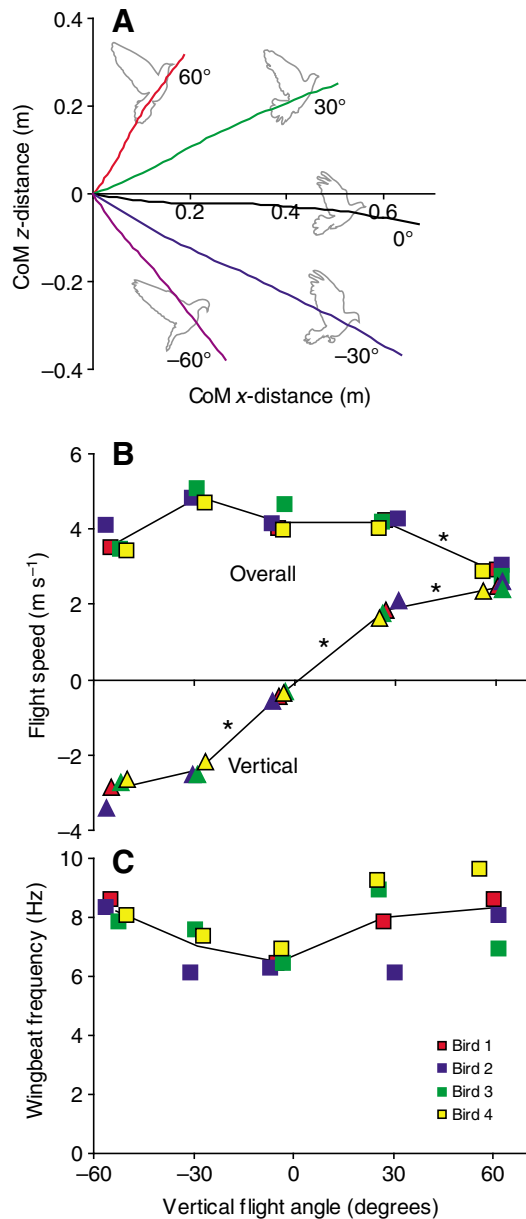 A
0.4
0.2
0
−0.2
−0.4
CoM z-distance (m)
60°
30°
0.2
0.4
0.6
0°
−30°
−60°
CoM x-distance (m)
B
6
4
2
0
−2
−4
Flight speed (m s−1)
Overall
*
*
*
*
Vertical
C
10
8
6
4
2
0
Wingbeat frequency (Hz)
Bird 1
Bird 2
Bird 3
Bird 4
−60
−30
0
30
60
Vertical flight angle (degrees)